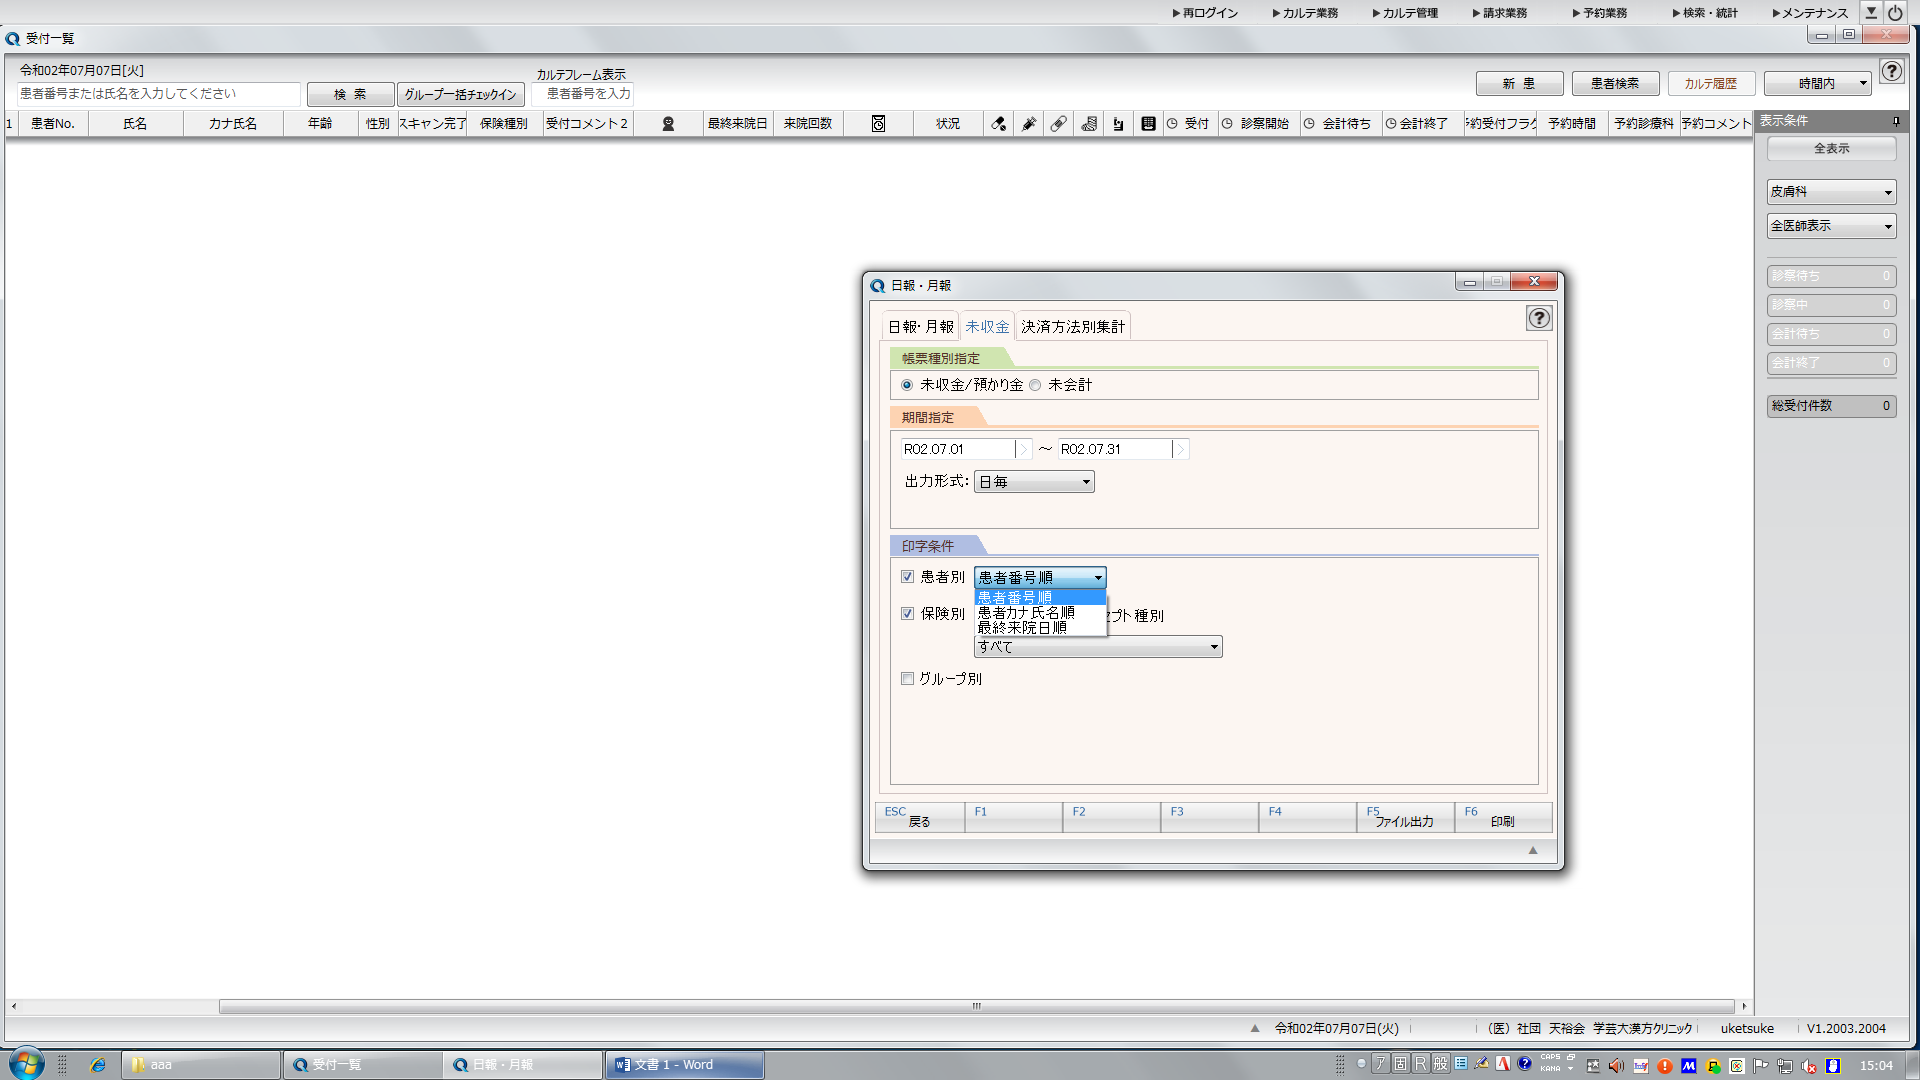 ▶再ログイン ▶カルテ業務 ▶カルテ管理 ▶請求業務 ▶予約業務 ▶検索・統計 ▶メンテナンス
受付一覧
令和02年07月07日[火]
カルテフレーム表示
患者番号または氏名を入力してください 検 索 グループ一括チェックイン 患者番号を入力 新 患 患者検索 カルテ履歴 時間内
1 患者No. 氏名 カナ氏名 年齢 性別 スキャン完了 保険種別 受付コメント2 最終来院日 来院回数 状況 受付 診察開始 会計待ち 会計終了 予約受付フラグ 予約時間 予約診療科 予約コメント
表示条件
全表示
皮膚科
全医師表示
診察待ち 0
診察中 0
会計待ち 0
会計終了 0
総受付件数 0
日報・月報
日報・月報 未収金 決済方法別集計
帳票種別指定
未収金/預かり金 未会計
期間指定
R02.07.01 ～ R02.07.31
出力形式: 日毎
印字条件
患者別 患者番号順
患者番号順
患者カナ氏名順
最終来院日順
保険別 セプト種別
すべて
グループ別
ESC 戻る F1 F2 F3 F4 F5 ファイル出力 F6 印刷
令和02年07月07日(火) （医）社団 天裕会 学芸大漢方クリニック uketsuke V1.2003.2004
aaa 受付一覧 日報・月報 文書 1 - Word
ア 固 R 般 CAPS KANA 15:04